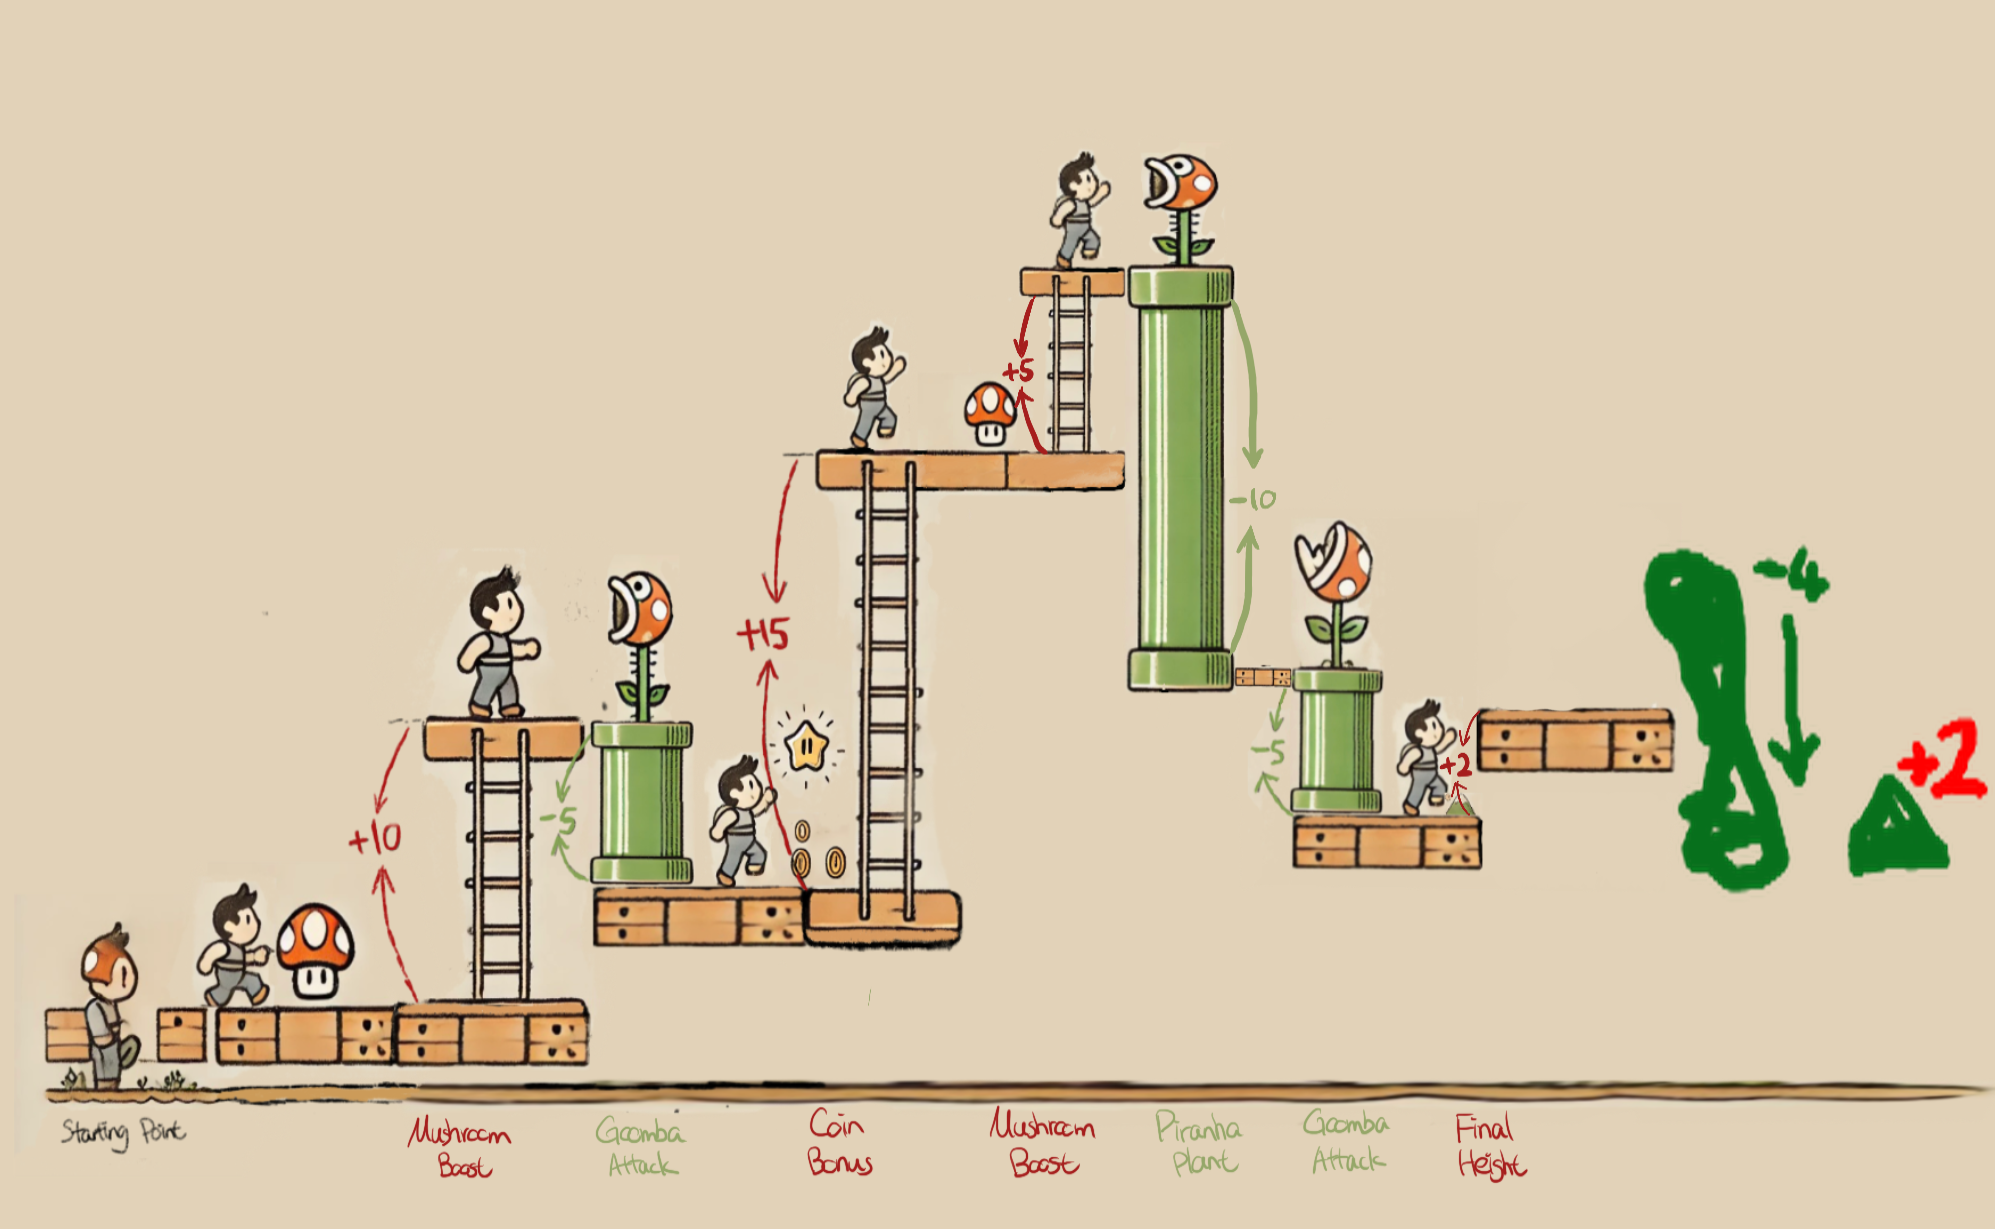 +5
-10
-4
+15
+2
-5
+2
+10
-5
Starting Point
Mushroom
Boost
Goomba
Attack
Coin
Bonus
Mushroom
Boost
Piranha
Plant
Goomba
Attack
Final
Height